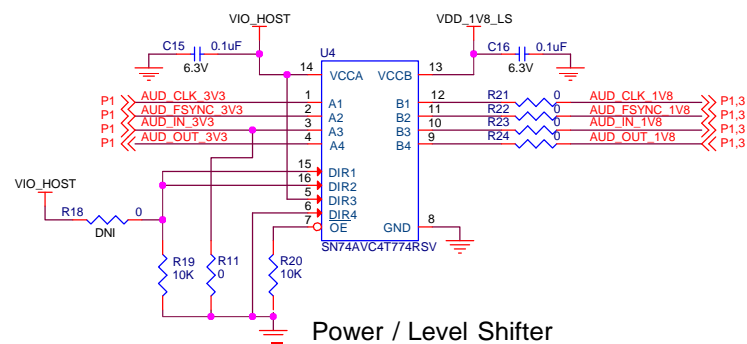 VIO_HOST VDD_1V8_LS
C15 0.1uF C16 0.1uF
6.3V 6.3V
U4
14 VCCA VCCB 13
P1 AUD_CLK_3V3 1 A1 B1 12 R21 0 AUD_CLK_1V8 P1,3
P1 AUD_FSYNC_3V3 2 A2 B2 11 R22 0 AUD_FSYNC_1V8 P1,3
P1 AUD_IN_3V3 3 A3 B3 10 R23 0 AUD_IN_1V8 P1,3
P1 AUD_OUT_3V3 4 A4 B4 9 R24 0 AUD_OUT_1V8 P1,3
15 DIR1
16 DIR2
VIO_HOST 5 DIR3
6 DIR4
R18 0 7 OE GND 8
DNI
SN74AVC4T774RSV
R19 R11 R20
10K 0 10K
Power / Level Shifter